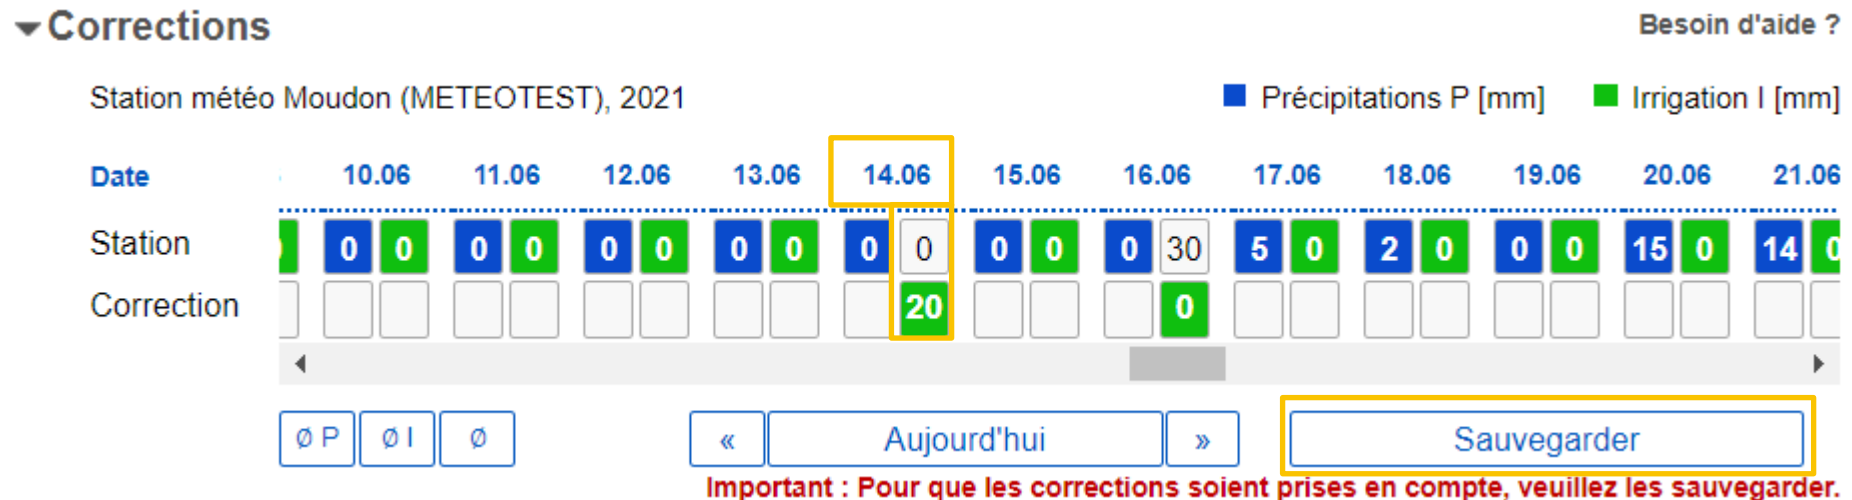 Corrections
Besoin d'aide ?
Station météo Moudon (METEOTEST), 2021
Précipitations P [mm] Irrigation I [mm]
Date 10.06 11.06 12.06 13.06 14.06 15.06 16.06 17.06 18.06 19.06 20.06 21.06
Station 0 0 0 0 0 0 0 0 0 0 0 0 0 30 5 0 2 0 0 0 15 0 14 0
Correction 20 0
Ø P Ø I Ø « Aujourd'hui » Sauvegarder
Important : Pour que les corrections soient prises en compte, veuillez les sauvegarder.